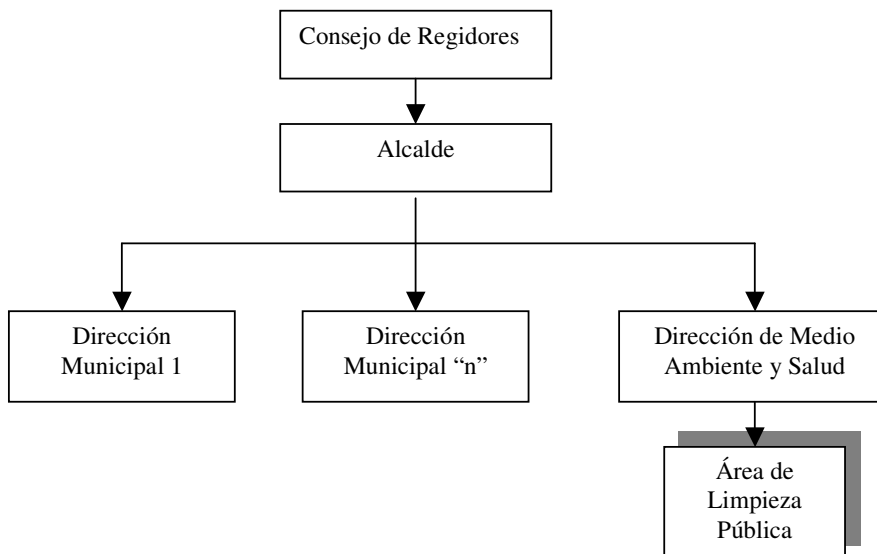 Consejo de Regidores
Alcalde
Dirección
Municipal 1
Dirección
Municipal “n”
Dirección de Medio
Ambiente y Salud
Área de
Limpieza
Pública